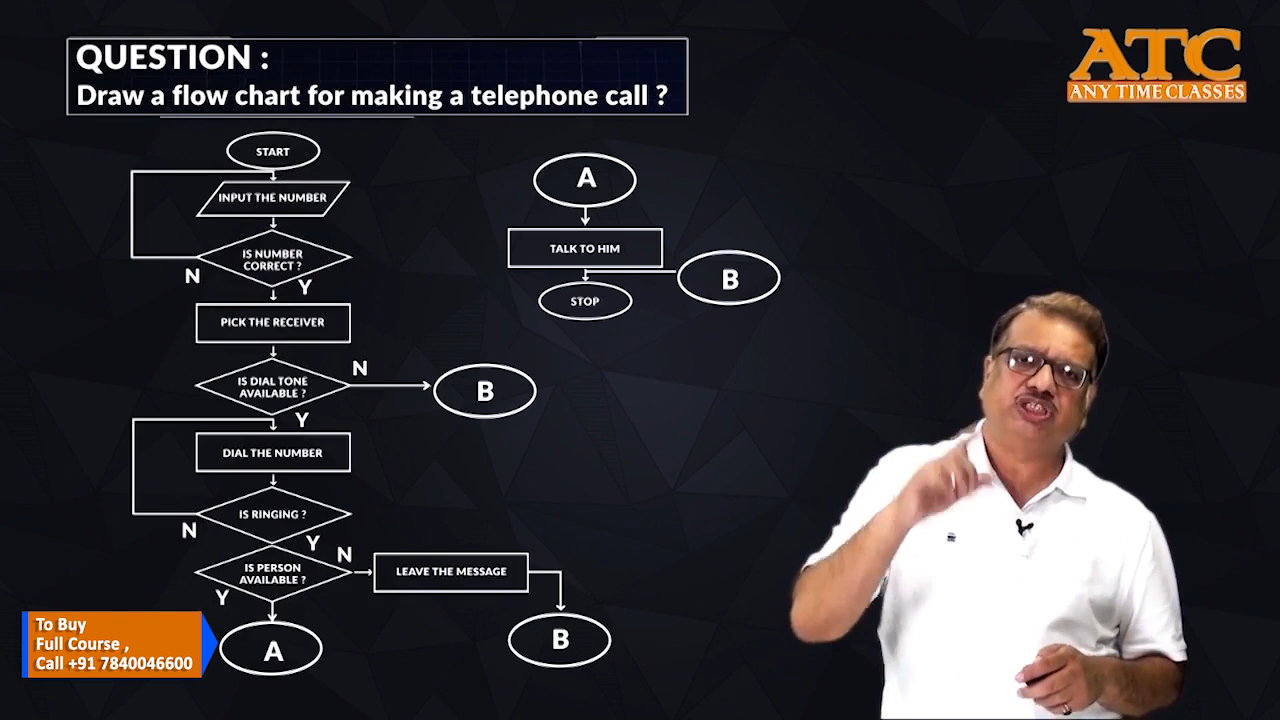 QUESTION :
Draw a flow chart for making a telephone call ?
ATC
ANY TIME CLASSES
START
INPUT THE NUMBER
IS NUMBER
CORRECT ?
N
Y
PICK THE RECEIVER
IS DIAL TONE
AVAILABLE ?
N
B
Y
DIAL THE NUMBER
IS RINGING ?
N
Y
IS PERSON
AVAILABLE ?
N
LEAVE THE MESSAGE
B
Y
A
A
TALK TO HIM
B
STOP
To Buy
Full Course ,
Call +91 7840046600